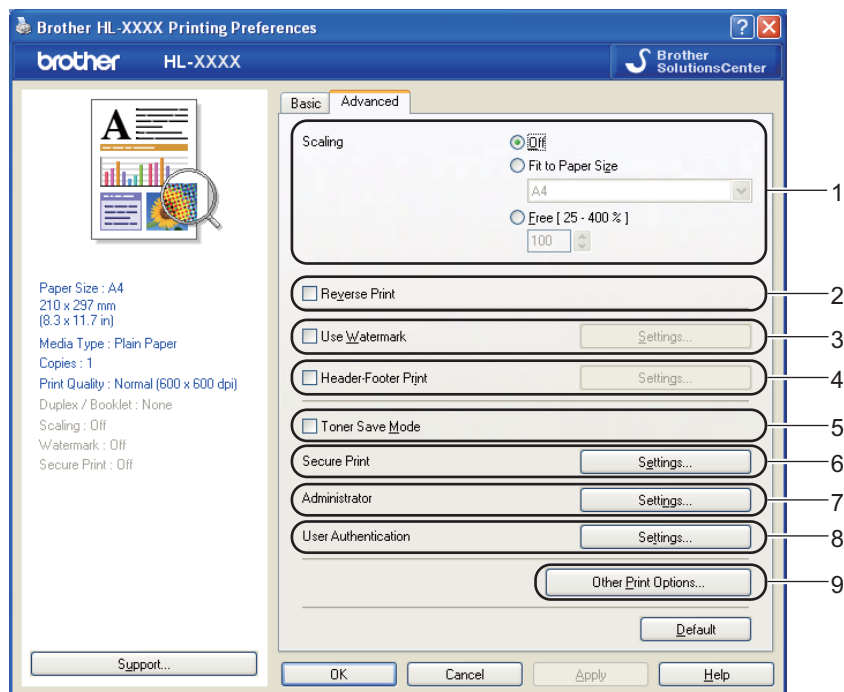 Brother HL-XXXX Printing Preferences
brother HL-XXXX
Brother
SolutionsCenter
A
Paper Size : A4
210 x 297 mm
(8.3 x 11.7 in)
Media Type : Plain Paper
Copies : 1
Print Quality : Normal (600 x 600 dpi)
Duplex / Booklet : None
Scaling : Off
Watermark : Off
Secure Print : Off
Support...
Basic
Advanced
Scaling
Off
Fit to Paper Size
A4
Free [ 25 - 400 % ]
100
1
Reverse Print
2
Use Watermark Settings...
3
Header-Footer Print Settings...
4
Toner Save Mode
5
Secure Print Settings...
6
Administrator Settings...
7
User Authentication Settings...
8
Other Print Options...
9
Default
OK Cancel Apply Help